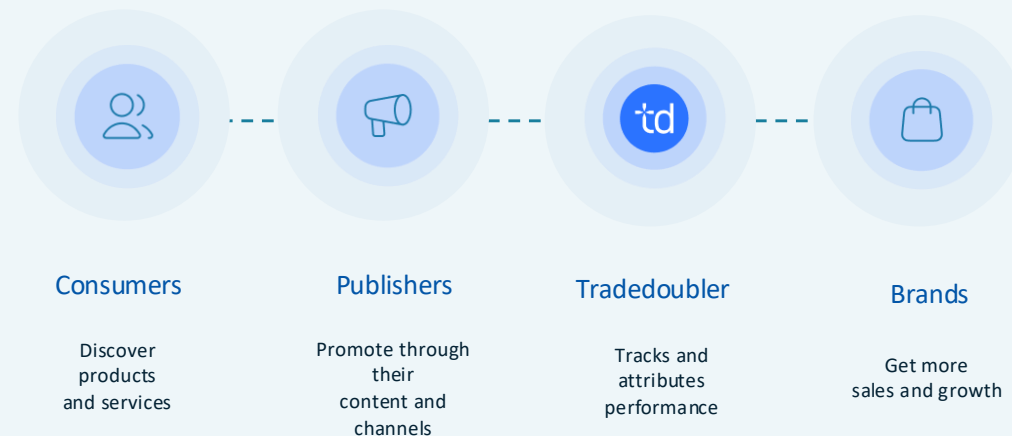 td
Consumers
Publishers
Tradedoubler
Brands
Discover
products
and services
Promote through
their
content and
channels
Tracks and
attributes
performance
Get more
sales and growth